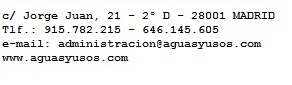 c/ Jorge Juan, 21 - 2º D - 28001 MADRID
Tlf.: 915.782.215 - 646.145.605
e-mail: administracion@aguasyusos.com
www.aguasyusos.com